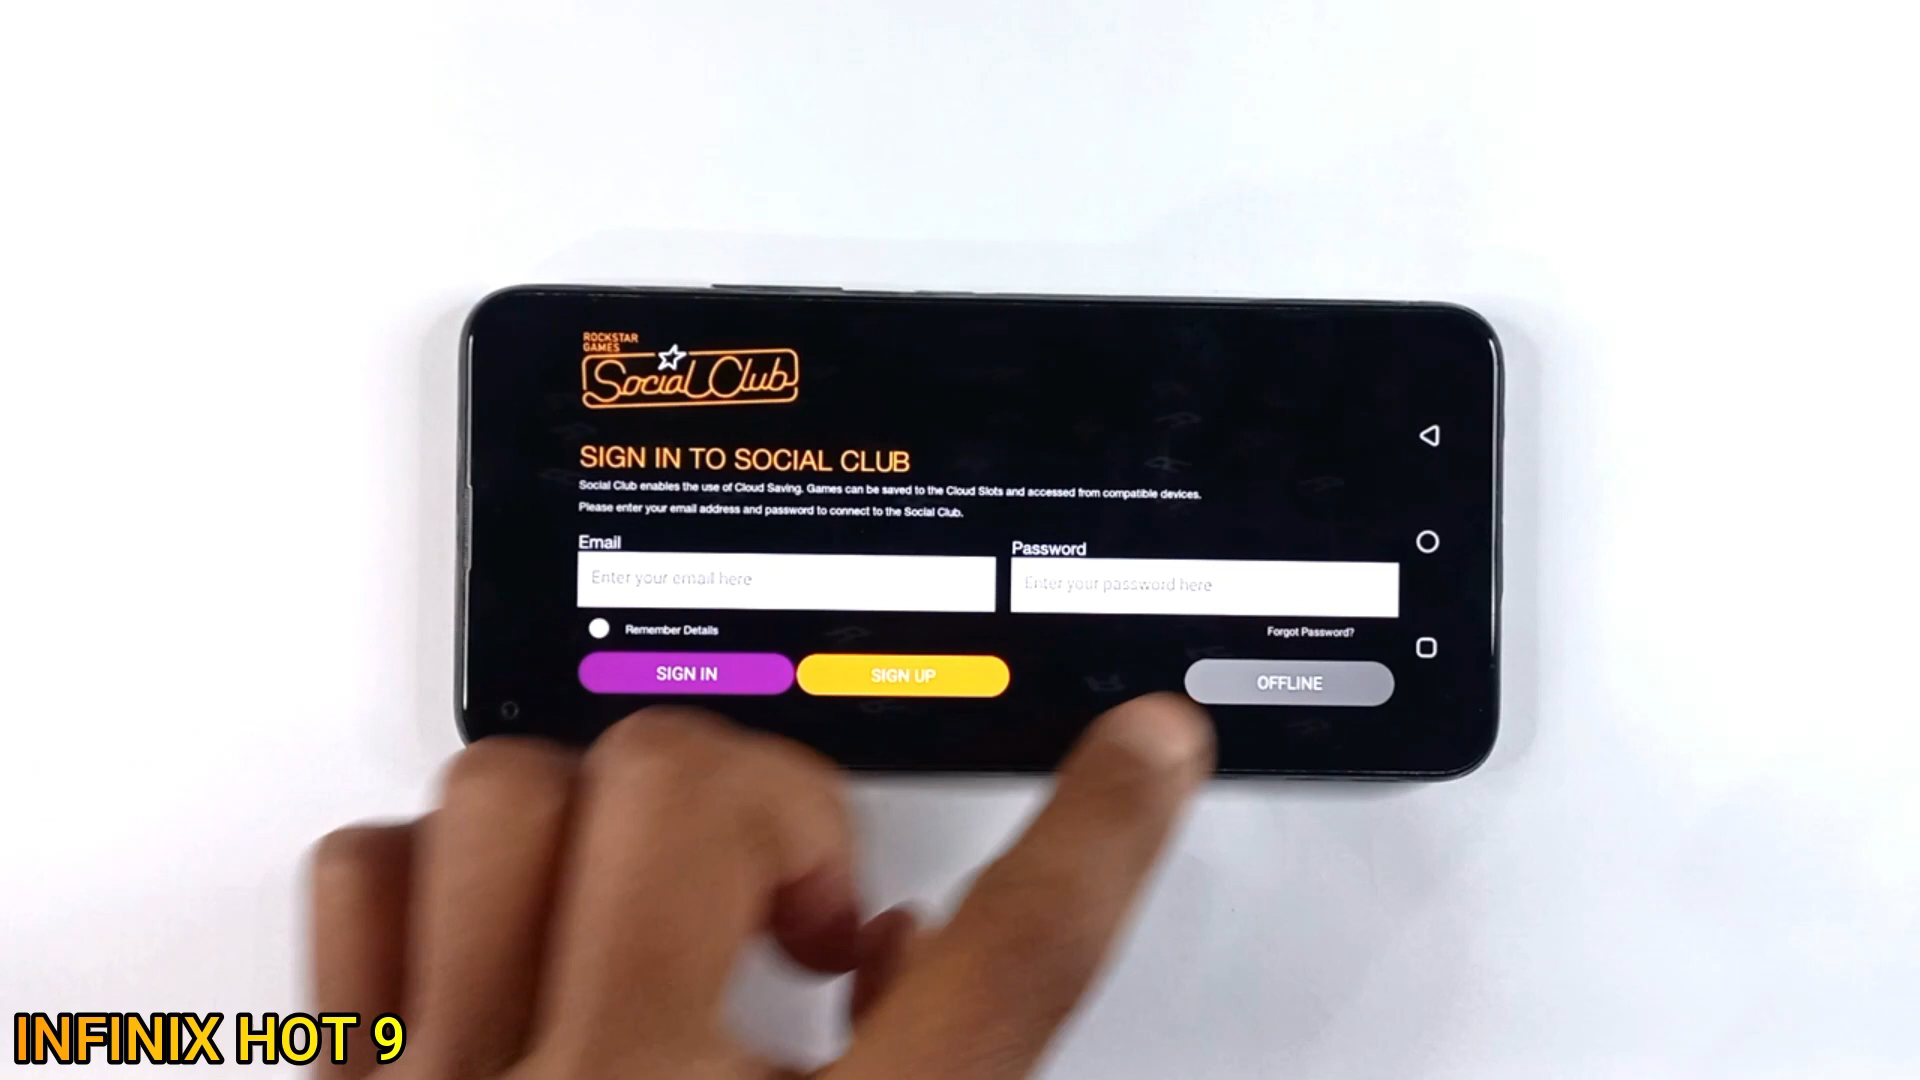 ROCKSTAR
GAMES
Social Club
SIGN IN TO SOCIAL CLUB
Social Club enables the use of Cloud Saving. Games can be saved to the Cloud Slots and accessed from compatible devices.
Please enter your email address and password to connect to the Social Club.
Email
Password
Enter your email here
Enter your password here
Remember Details
Forgot Password?
SIGN IN
SIGN UP
OFFLINE
INFINIX HOT 9